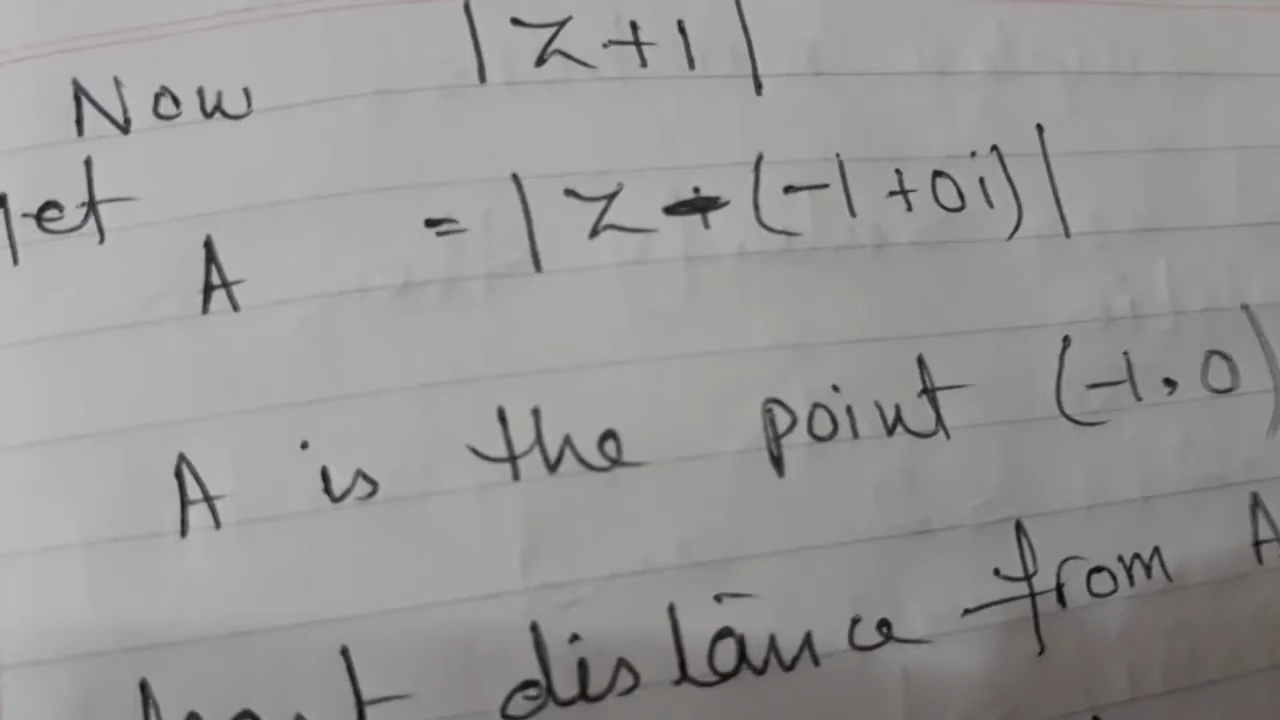 |z+1|
Now
= |z - (-1+0i)|
let
A
A is the point (-1,0)
distance from A